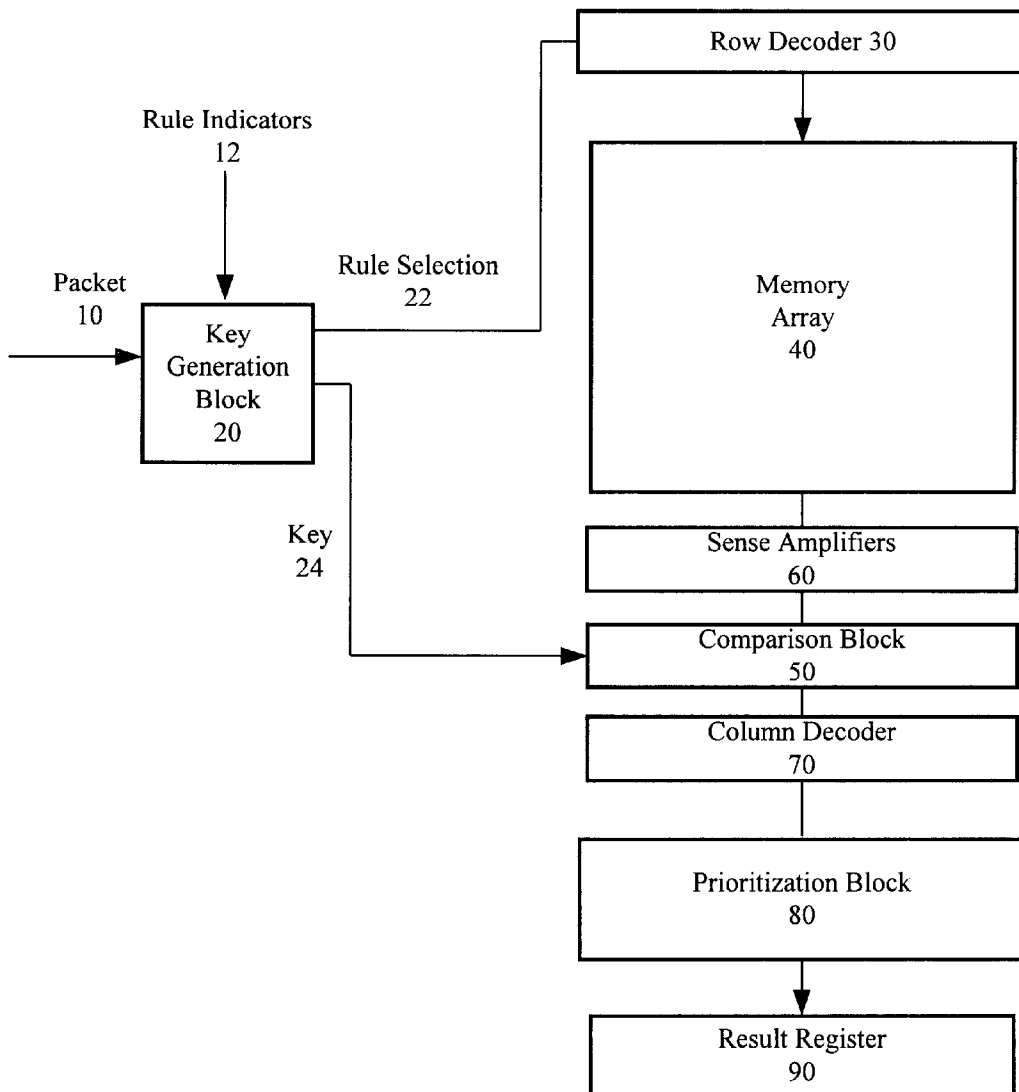 Row Decoder 30
Rule Indicators
12
Rule Selection
22
Packet
10
Key
Generation
Block
20
Memory
Array
40
Key
24
Sense Amplifiers
60
Comparison Block
50
Column Decoder
70
Prioritization Block
80
Result Register
90